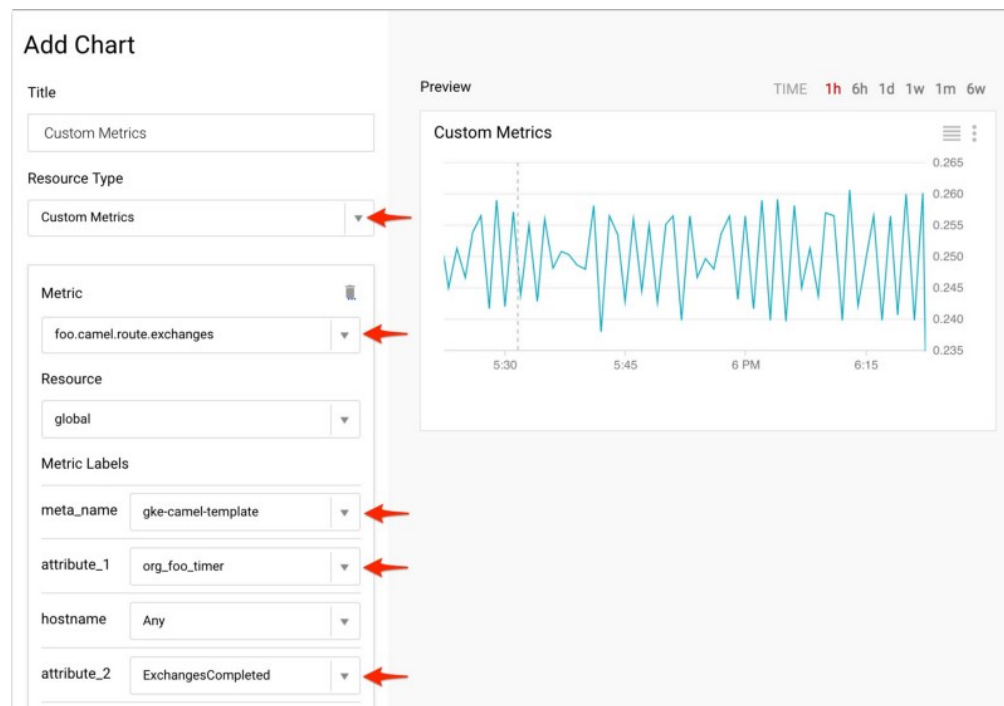 Add Chart
Title
Custom Metrics
Resource Type
Custom Metrics
Metric
foo.camel.route.exchanges
Resource
global
Metric Labels
meta_name gke-camel-template
attribute_1 org_foo_timer
hostname Any
attribute_2 ExchangesCompleted
Preview
TIME 1h 6h 1d 1w 1m 6w
Custom Metrics
0.265
0.260
0.255
0.250
0.245
0.240
0.235
5:30 5:45 6 PM 6:15